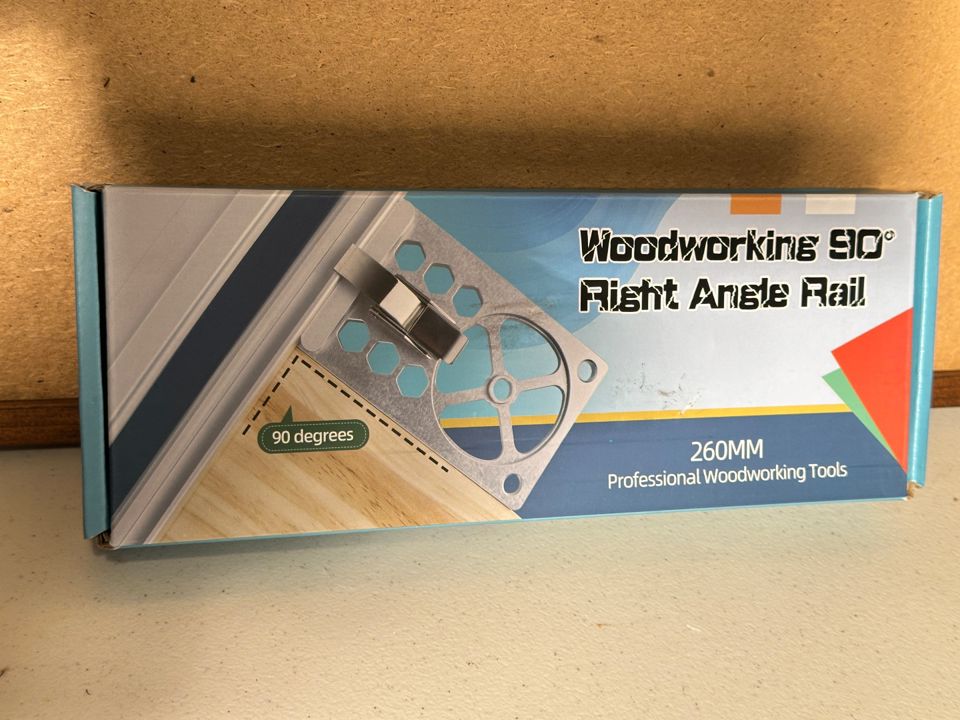 Woodworking 90°
Right Angle Rail
90 degrees
260MM
Professional Woodworking Tools